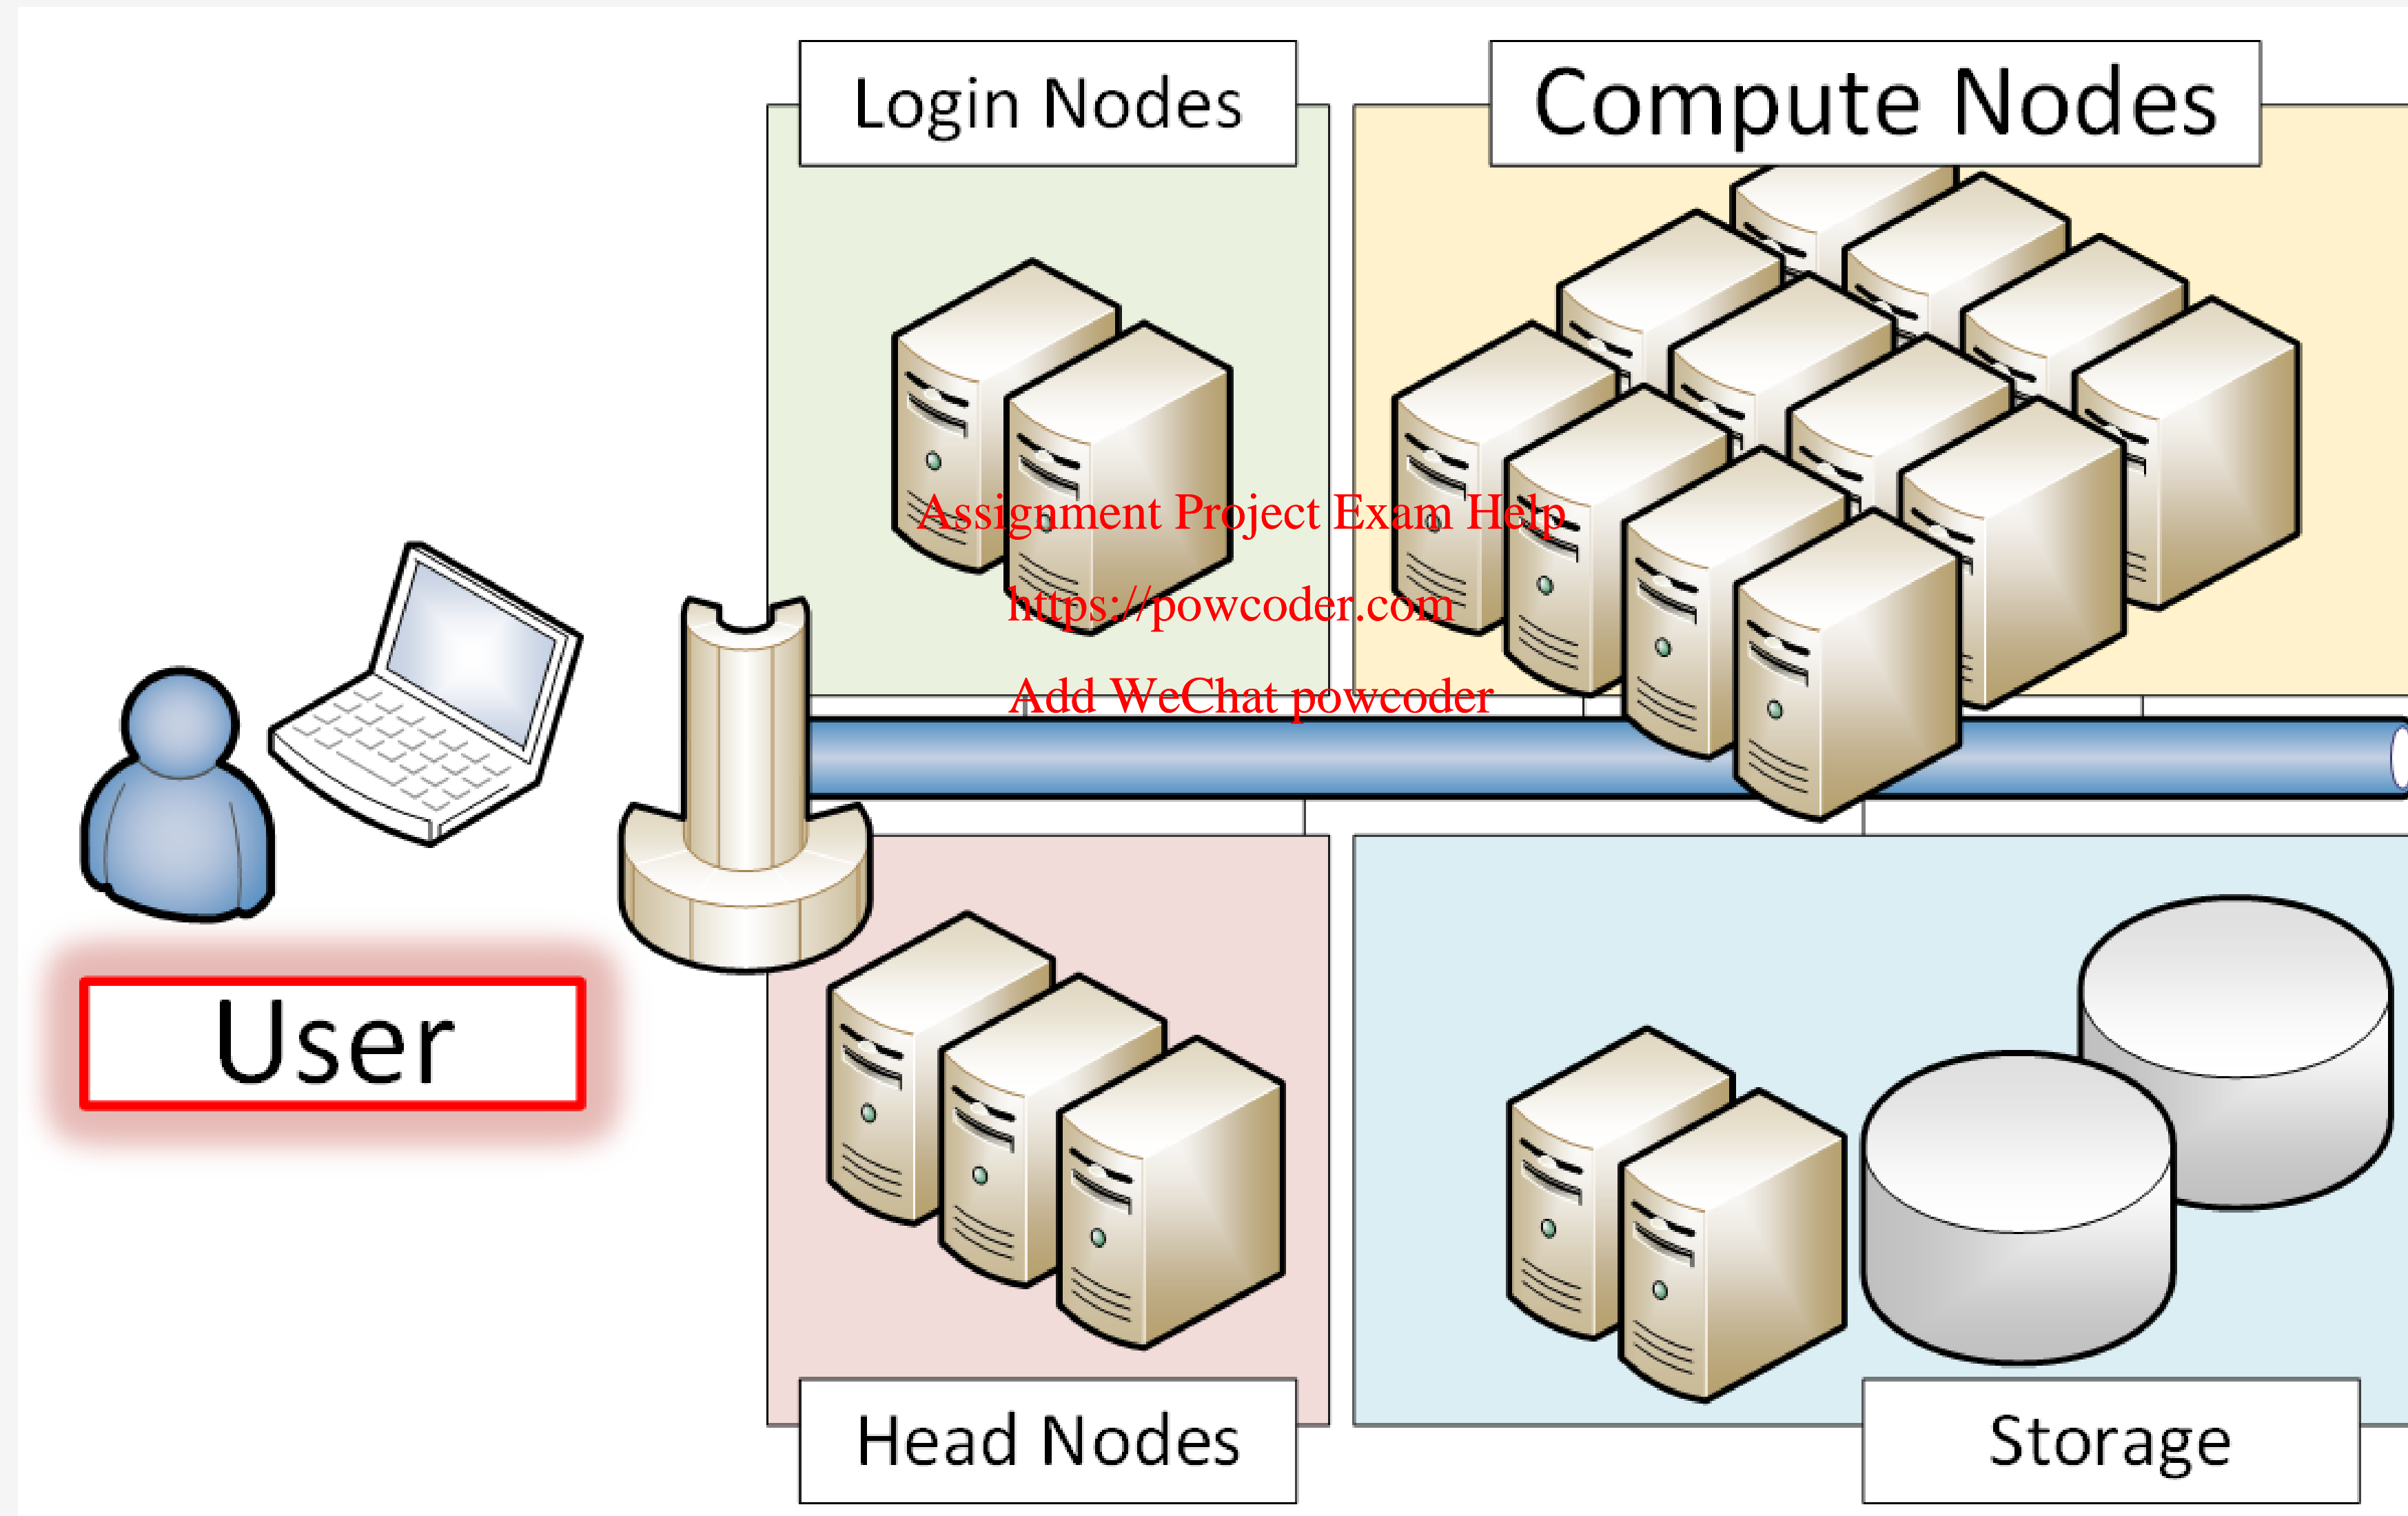 Login Nodes
Compute Nodes
Assignment Project Exam Help
https://powcoder.com
Add WeChat powcoder
User
Head Nodes
Storage